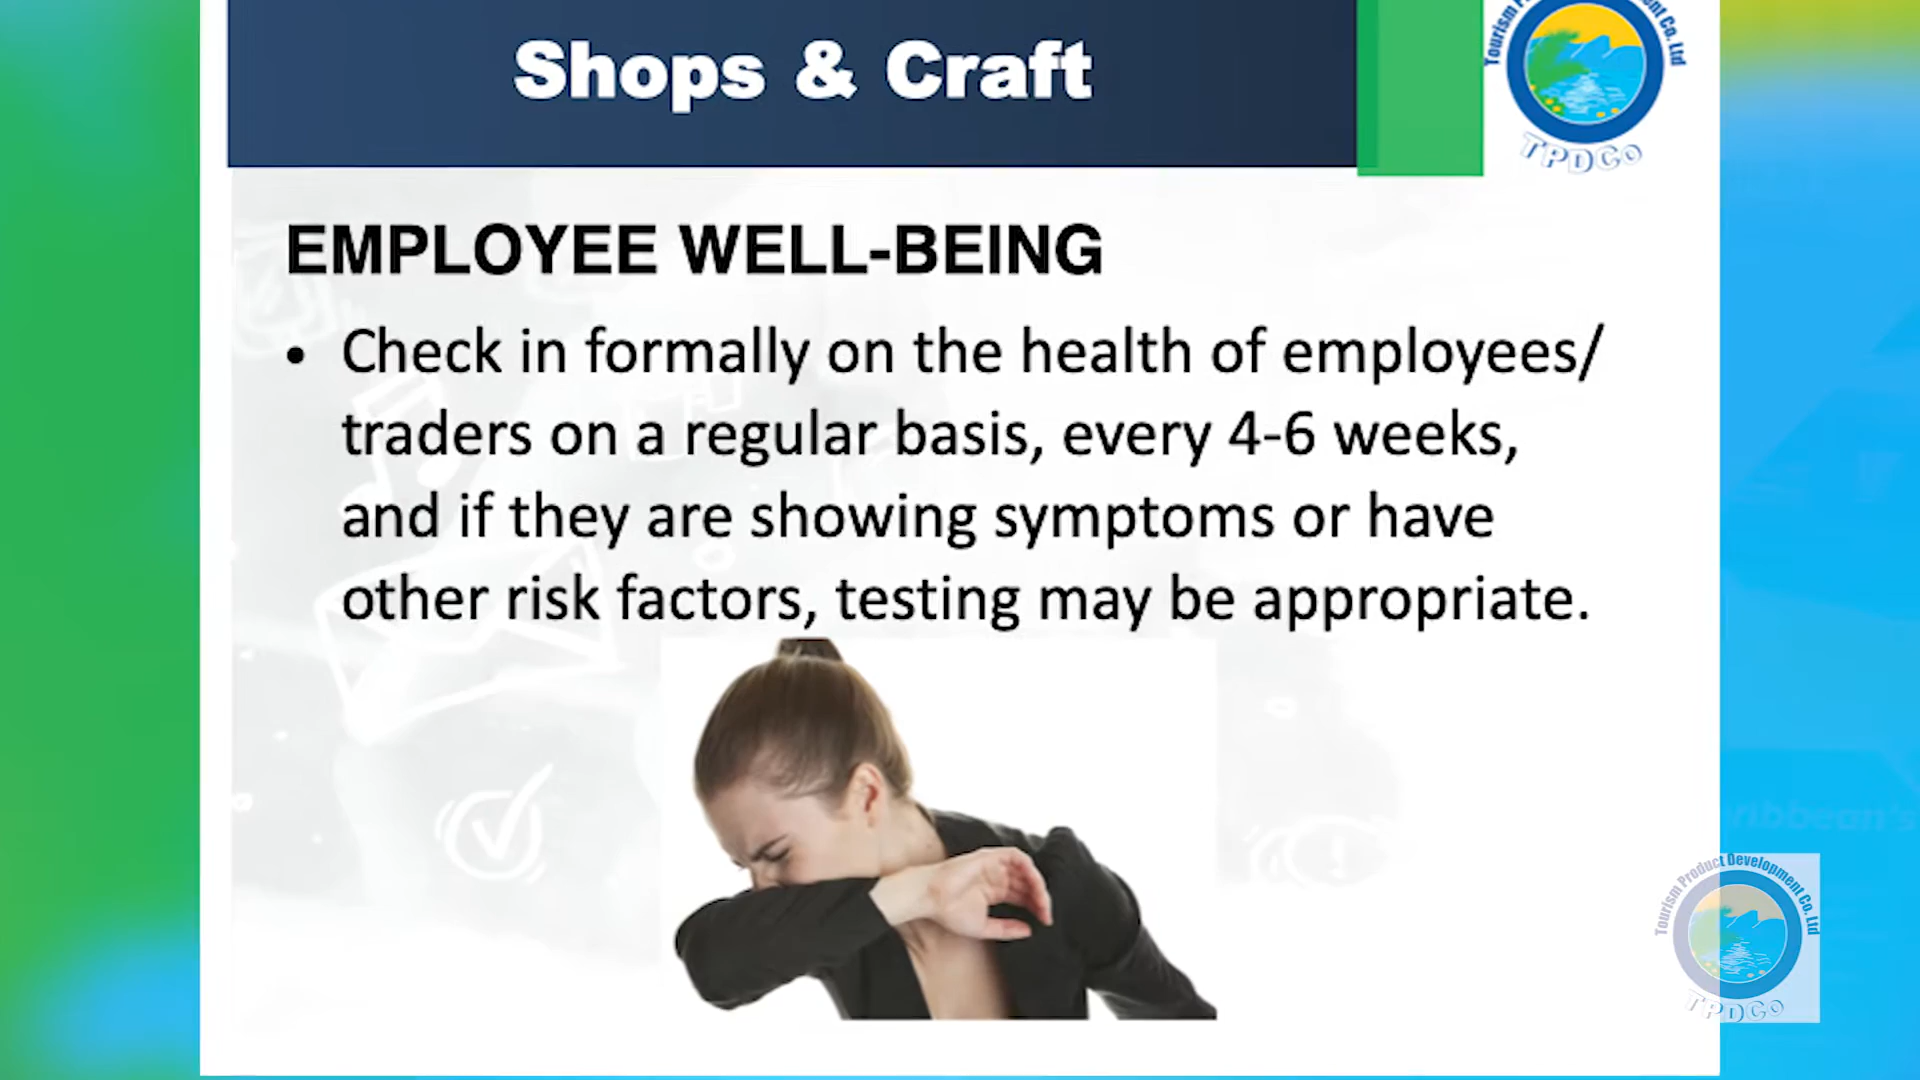 Shops & Craft
TPDCo
EMPLOYEE WELL-BEING
• Check in formally on the health of employees/
traders on a regular basis, every 4-6 weeks,
and if they are showing symptoms or have
other risk factors, testing may be appropriate.
Tourism Product Development Co. Ltd
TPDCo